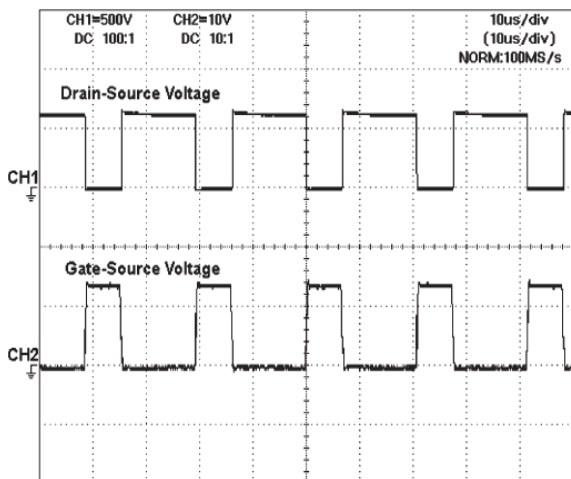 CH1=500V CH2=10V 10us/div
DC 100:1 DC 10:1 (10us/div)
NORM:100MS/s
Drain-Source Voltage
CH1
Gate-Source Voltage
CH2